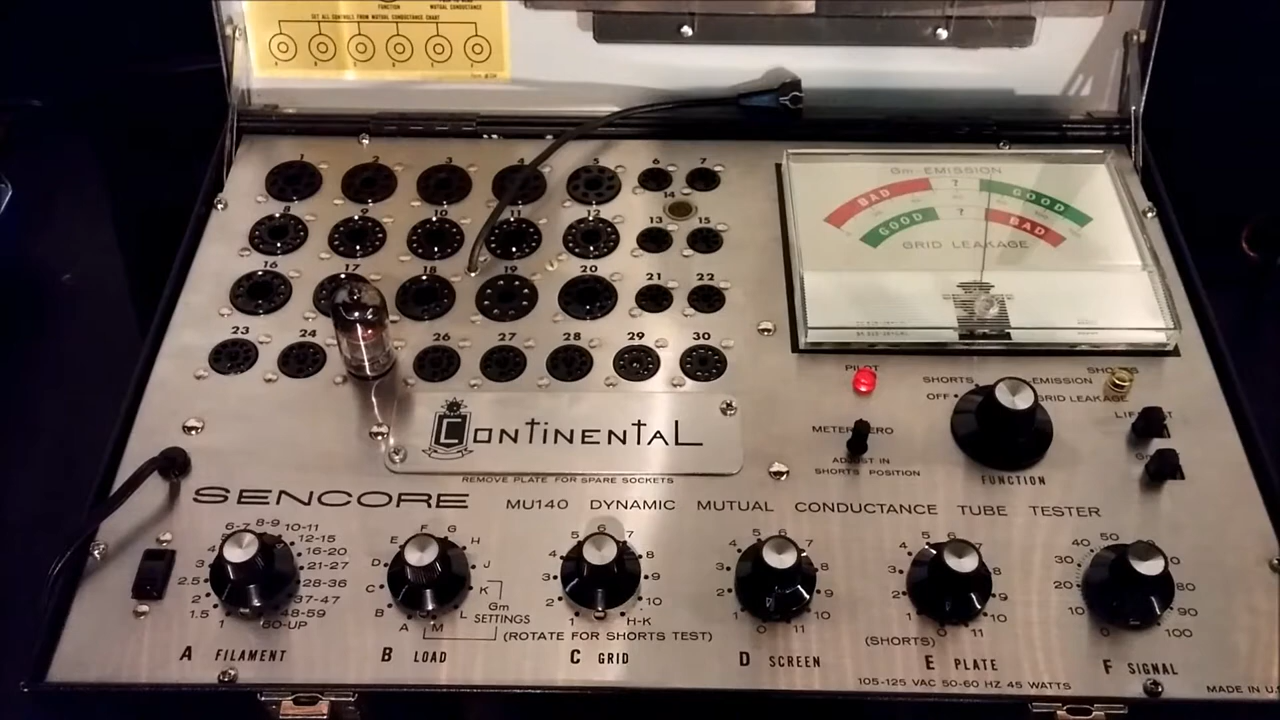 FUNCTION
MUTUAL CONDUCTANCE
SET ALL CONTROLS FROM MUTUAL CONDUCTANCE CHART
1 2 3 4 5 6 7
8 9 10 11 12 13 14 15
16 17 18 19 20 21 22
23 24 26 27 28 29 30
Gm-EMISSION
BAD ? GOOD
GOOD ? BAD
GRID LEAKAGE
CONTINENTAL
REMOVE PLATE FOR SPARE SOCKETS
PILOT
SHORTS
SHORTS EMISSION
OFF GRID LEAKAGE
METER ZERO
ADJUST IN
SHORTS POSITION
FUNCTION
SENCORE MU140 DYNAMIC MUTUAL CONDUCTANCE TUBE TESTER
1 1.5 2 2.5 3 4 6-7 8-9 10-11 12-15 16-20 21-27 28-36 37-47 48-59 60-UP
A FILAMENT
A B C D E F G H J K L M
Gm
SETTINGS
B LOAD
1 2 3 4 5 6 7 8 9 10 H-K
(ROTATE FOR SHORTS TEST)
C GRID
0 1 2 3 4 5 6 7 8 9 10 11
D SCREEN
0 1 2 3 4 5 6 7 8 9 10 11
(SHORTS)
E PLATE
0 10 20 30 40 50 80 90 100
F SIGNAL
105-125 VAC 50-60 HZ 45 WATTS
MADE IN U.S